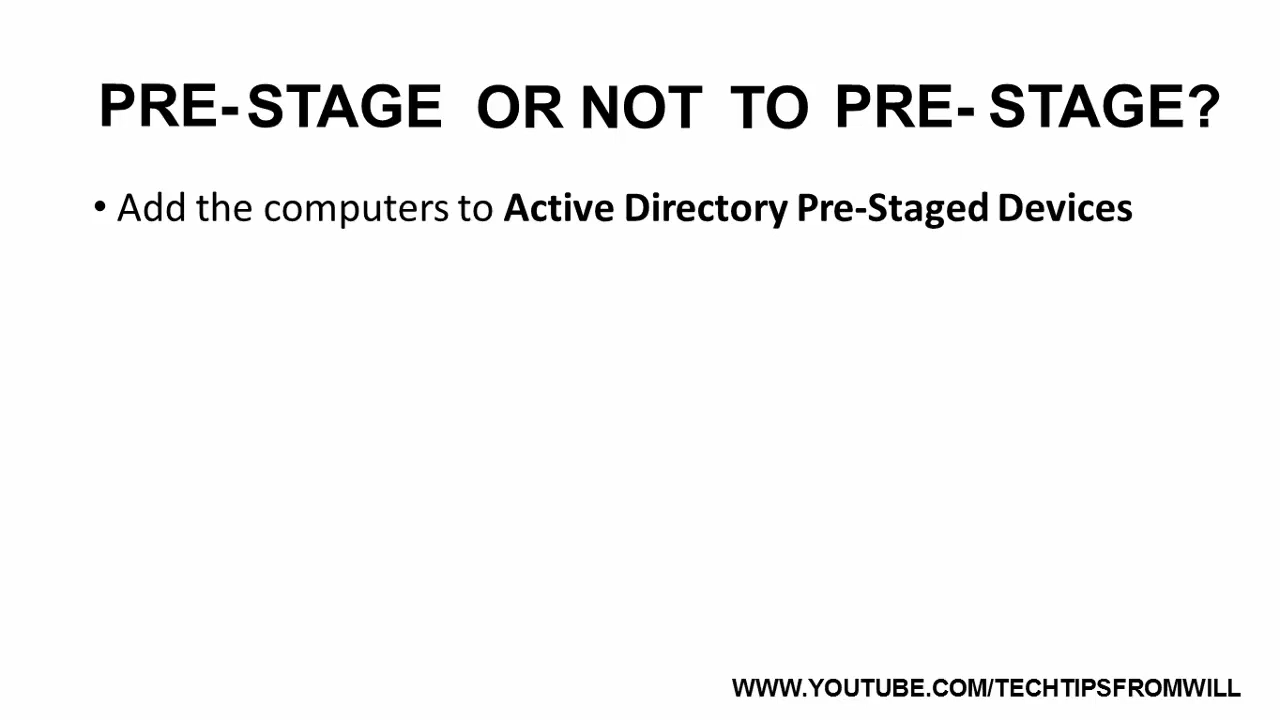 PRE-STAGE OR NOT TO PRE- STAGE?
• Add the computers to Active Directory Pre-Staged Devices
WWW.YOUTUBE.COM/TECHTIPSFROMWILL